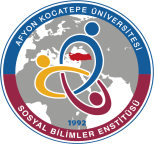 AFYON KOCATEPE ÜNİVERSİTESİ
1992
SOSYAL BİLİMLER ENSTİTÜSÜ